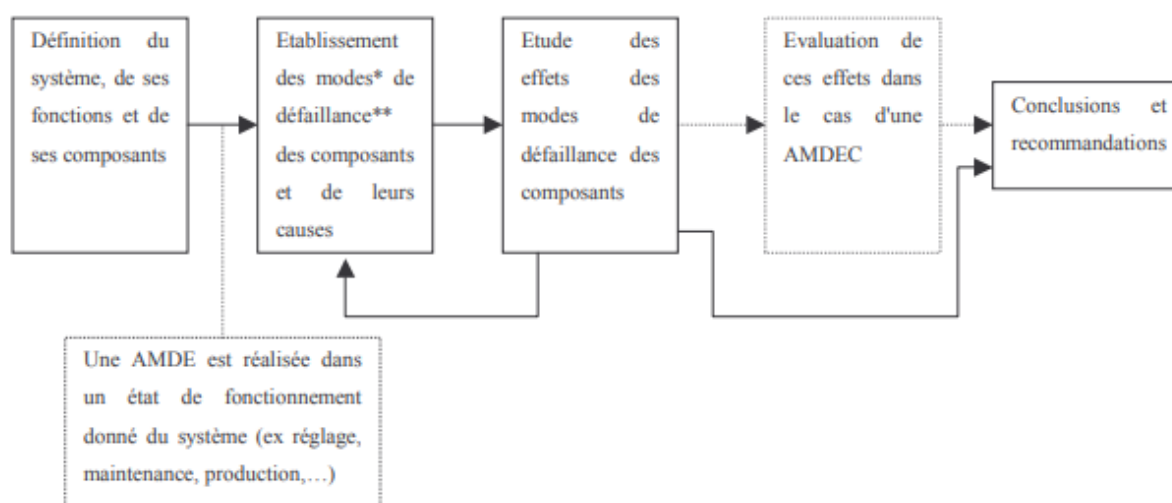 Définition du
système, de ses
fonctions et de
ses composants
Etablissement
des modes* de
défaillance**
des composants
et de leurs
causes
Etude des
effets des
modes de
défaillance des
composants
Evaluation de
ces effets dans
le cas d'une
AMDEC
Conclusions et
recommandations
Une AMDE est réalisée dans
un état de fonctionnement
donné du système (ex réglage,
maintenance, production,…)